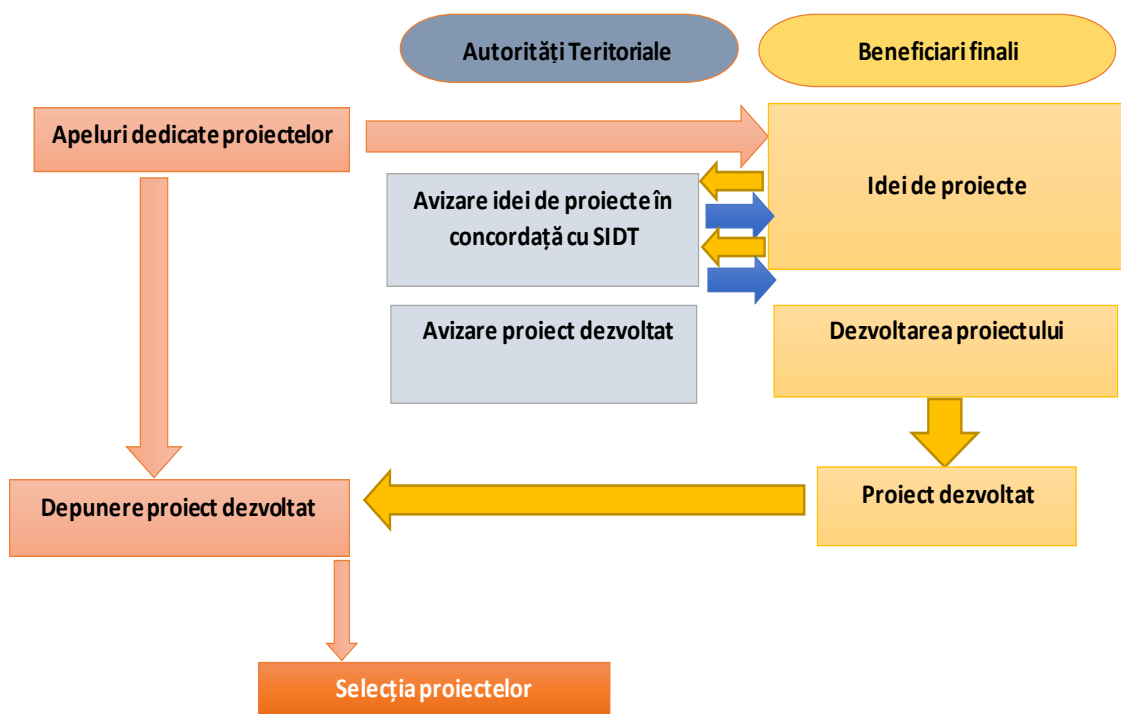 Autorități Teritoriale
Beneficiari finali
Apeluri dedicate proiectelor
Idei de proiecte
Avizare idei de proiecte în
concordață cu SIDT
Avizare proiect dezvoltat
Dezvoltarea proiectului
Depunere proiect dezvoltat
Proiect dezvoltat
Selecția proiectelor